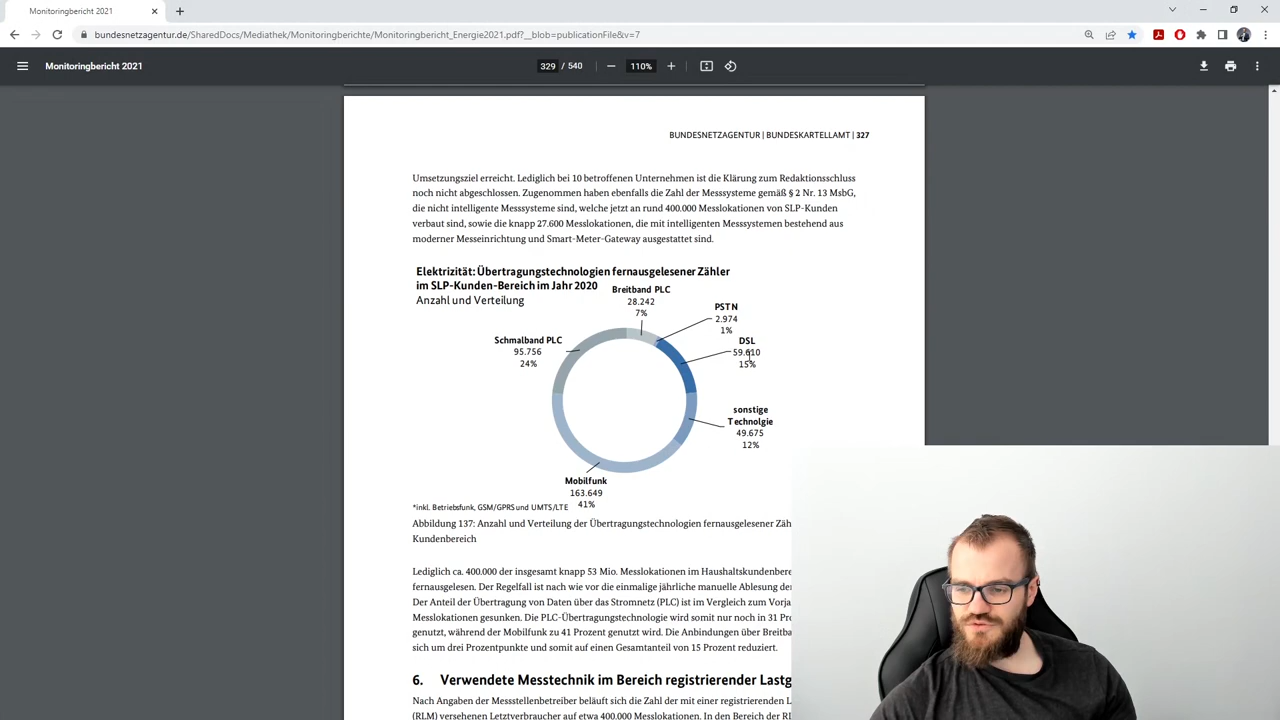 Monitoringbericht 2021
bundesnetzagentur.de/SharedDocs/Mediathek/Monitoringberichte/Monitoringbericht_Energie2021.pdf?__blob=publicationFile&v=7
Monitoringbericht 2021
329 / 540
110%
BUNDESNETZAGENTUR | BUNDESKARTELLAMT | 327
Umsetzungsziel erreicht. Lediglich bei 10 betroffenen Unternehmen ist die Klärung zum Redaktionsschluss
noch nicht abgeschlossen. Zugenommen haben ebenfalls die Zahl der Messsysteme gemäß § 2 Nr. 13 MsbG,
die nicht intelligente Messsysteme sind, welche jetzt an rund 400.000 Messlokationen von SLP-Kunden
verbaut sind, sowie die knapp 27.600 Messlokationen, die mit intelligenten Messsystemen bestehend aus
moderner Messeinrichtung und Smart-Meter-Gateway ausgestattet sind.
Elektrizität: Übertragungstechnologien fernausgelesener Zähler
im SLP-Kunden-Bereich im Jahr 2020
Anzahl und Verteilung
Breitband PLC
28.242
7%
PSTN
2.974
1%
DSL
59.610
15%
Schmalband PLC
95.756
24%
sonstige
Technolgie
49.675
12%
Mobilfunk
163.649
41%
*inkl. Betriebsfunk, GSM/GPRS und UMTS/LTE
Abbildung 137: Anzahl und Verteilung der Übertragungstechnologien fernausgelesener Zäh
Kundenbereich
Lediglich ca. 400.000 der insgesamt knapp 53 Mio. Messlokationen im Haushaltskundenbere
fernausgelesen. Der Regelfall ist nach wie vor die einmalige jährliche manuelle Ablesung de
Der Anteil der Übertragung von Daten über das Stromnetz (PLC) ist im Vergleich zum Vorja
Messlokationen gesunken. Die PLC-Übertragungstechnologie wird somit nur noch in 31 Pro
genutzt, während der Mobilfunk zu 41 Prozent genutzt wird. Die Anbindungen über Breitba
sich um drei Prozentpunkte und somit auf einen Gesamtanteil von 15 Prozent reduziert.
6. Verwendete Messtechnik im Bereich registrierender Lastg
Nach Angaben der Messstellenbetreiber beläuft sich die Zahl der mit einer registrierenden L
(RLM) versehenen Letztverbraucher auf etwa 400.000 Messlokationen. In den Bereich der RL